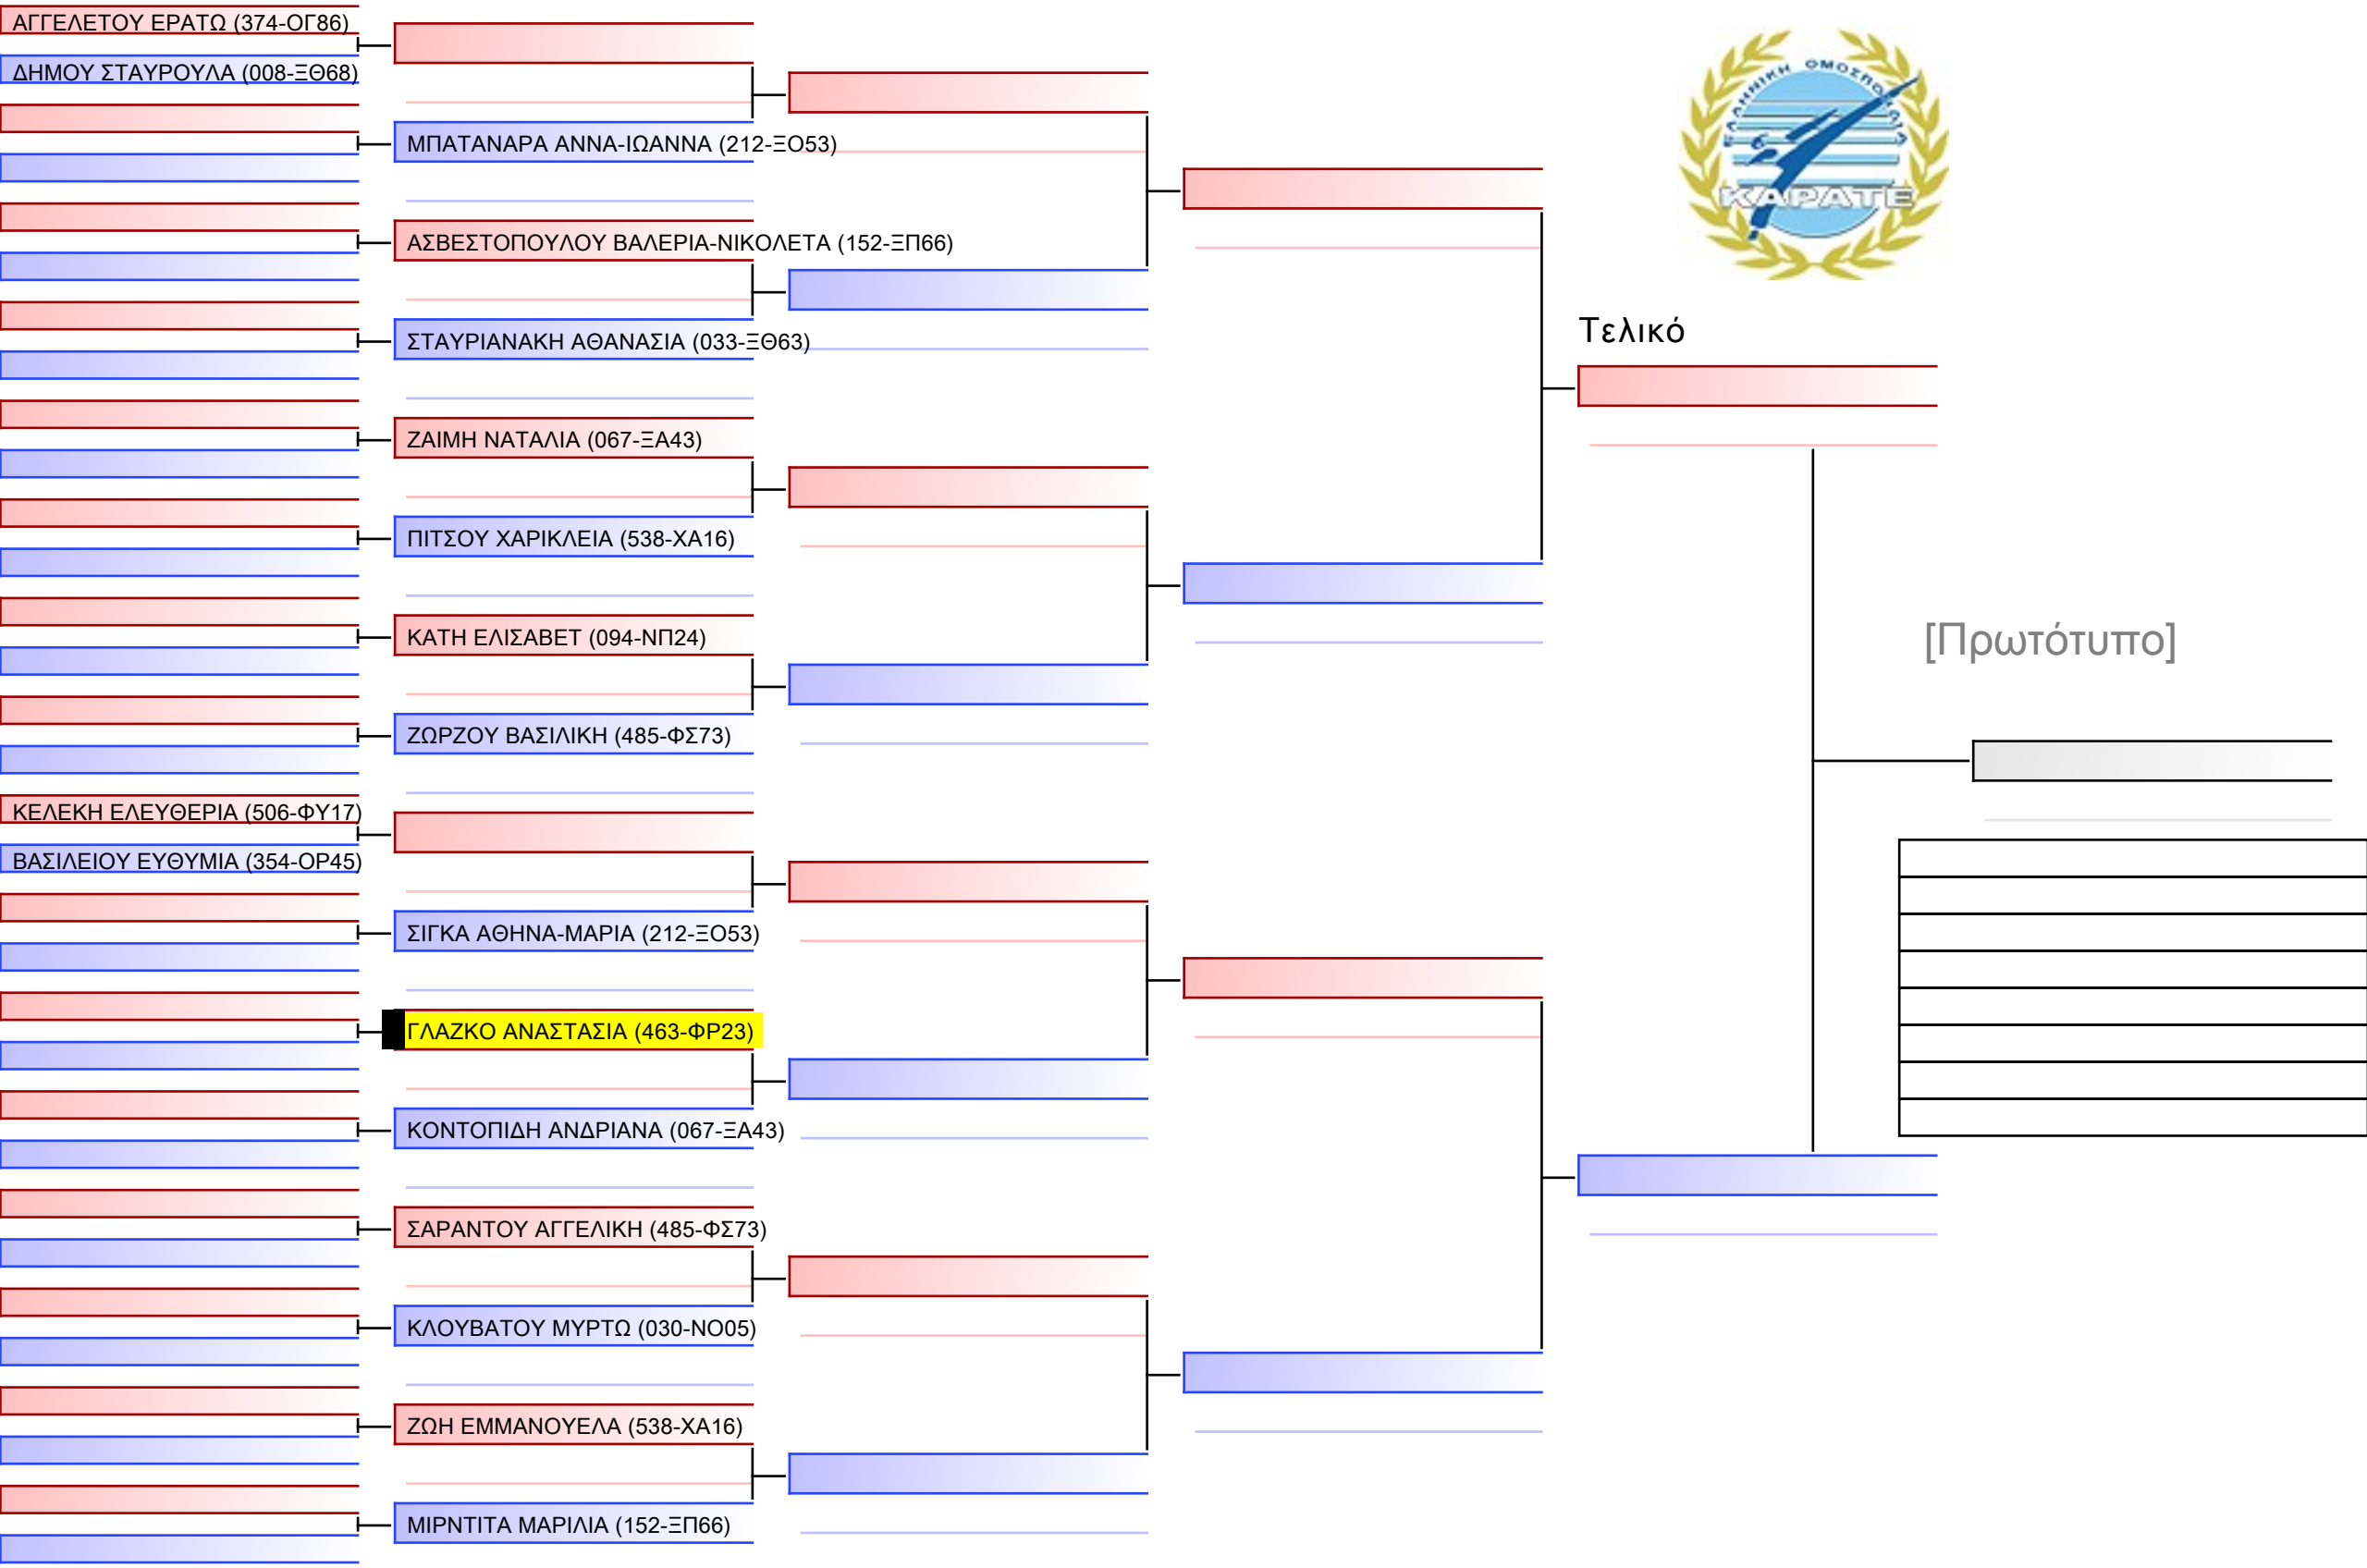 ΑΓΓΕΛΕΤΟΥ ΕΡΑΤΩ (374-ΟΓ86)
ΔΗΜΟΥ ΣΤΑΥΡΟΥΛΑ (008-ΞΘ68)
ΜΠΑΤΑΝΑΡΑ ΑΝΝΑ-ΙΩΑΝΝΑ (212-ΞΟ53)
ΑΣΒΕΣΤΟΠΟΥΛΟΥ ΒΑΛΕΡΙΑ-ΝΙΚΟΛΕΤΑ (152-ΞΠ66)
ΣΤΑΥΡΙΑΝΑΚΗ ΑΘΑΝΑΣΙΑ (033-ΞΘ63)
ΖΑΙΜΗ ΝΑΤΑΛΙΑ (067-ΞΑ43)
ΠΙΤΣΟΥ ΧΑΡΙΚΛΕΙΑ (538-ΧΑ16)
ΚΑΤΗ ΕΛΙΣΑΒΕΤ (094-ΝΠ24)
ΖΩΡΖΟΥ ΒΑΣΙΛΙΚΗ (485-ΦΣ73)
ΚΕΛΕΚΗ ΕΛΕΥΘΕΡΙΑ (506-ΦΥ17)
ΒΑΣΙΛΕΙΟΥ ΕΥΘΥΜΙΑ (354-ΟΡ45)
ΣΙΓΚΑ ΑΘΗΝΑ-ΜΑΡΙΑ (212-ΞΟ53)
ΓΛΑΖΚΟ ΑΝΑΣΤΑΣΙΑ (463-ΦΡ23)
ΚΟΝΤΟΠΙΔΗ ΑΝΔΡΙΑΝΑ (067-ΞΑ43)
ΣΑΡΑΝΤΟΥ ΑΓΓΕΛΙΚΗ (485-ΦΣ73)
ΚΛΟΥΒΑΤΟΥ ΜΥΡΤΩ (030-ΝΟ05)
ΖΩΗ ΕΜΜΑΝΟΥΕΛΑ (538-ΧΑ16)
ΜΙΡΝΤΙΤΑ ΜΑΡΙΛΙΑ (152-ΞΠ66)
ΕΛΛΗΝΙΚΗ ΟΜΟΣΠΟΝΔΙΑ
ΚΑΡΑΤΕ
Τελικό
[Πρωτότυπο]